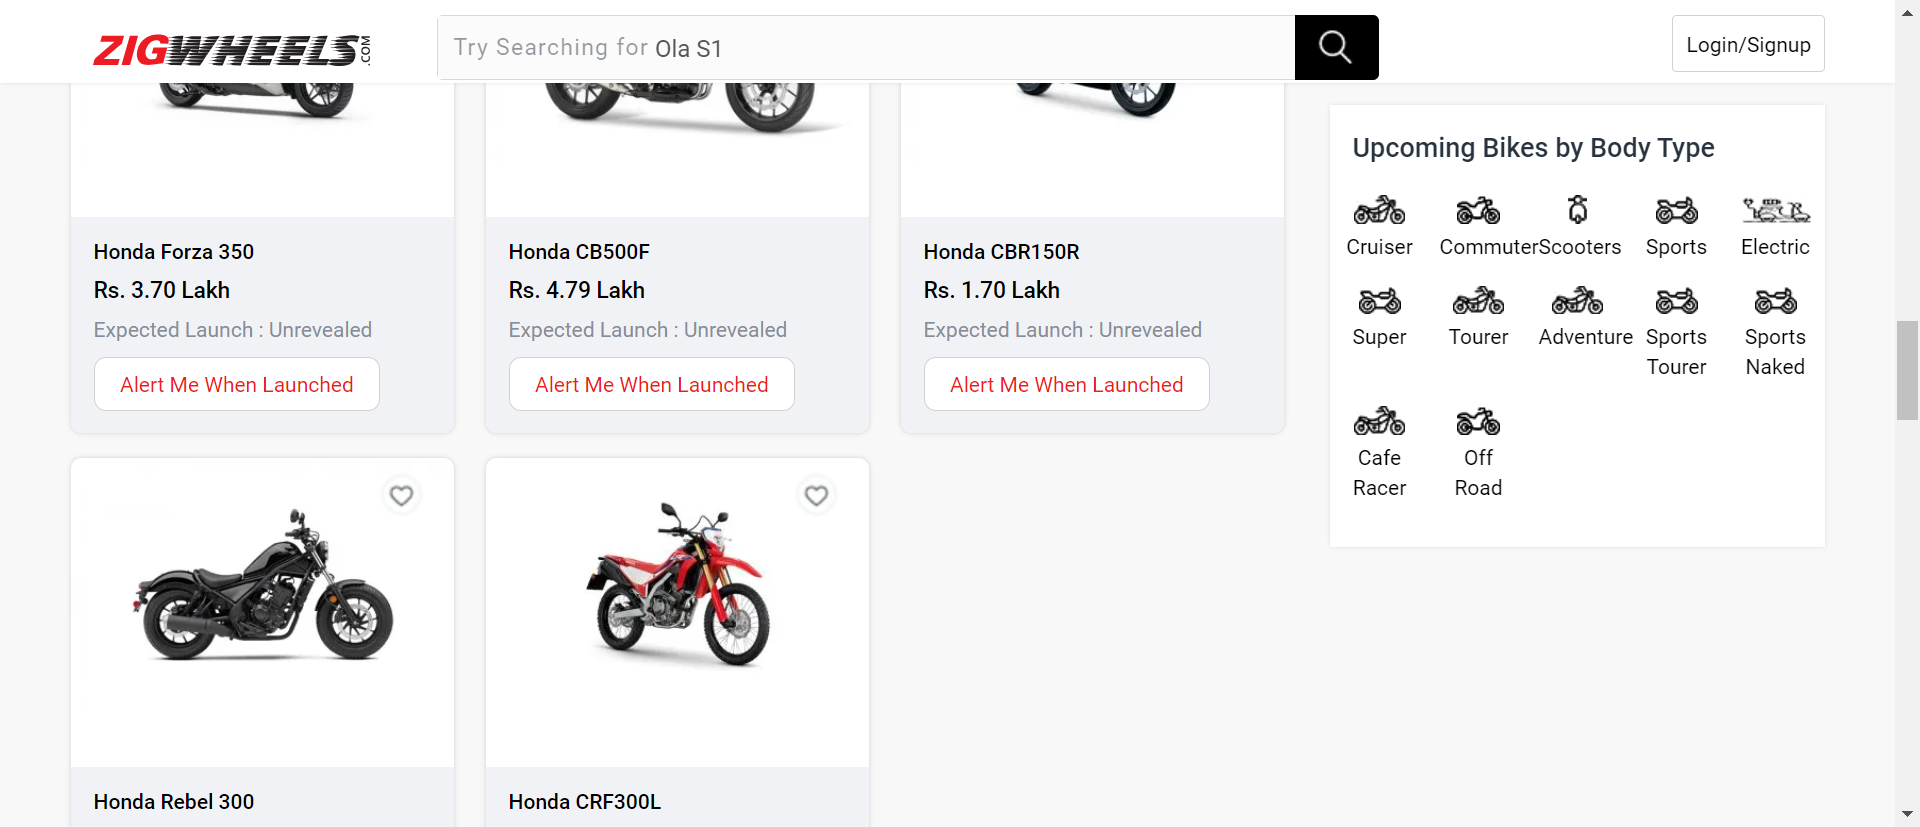 ZIGWHEELS.COM
Try Searching for Ola S1
Login/Signup
Honda Forza 350
Rs. 3.70 Lakh
Expected Launch : Unrevealed
Alert Me When Launched
Honda CB500F
Rs. 4.79 Lakh
Expected Launch : Unrevealed
Alert Me When Launched
Honda CBR150R
Rs. 1.70 Lakh
Expected Launch : Unrevealed
Alert Me When Launched
Honda Rebel 300
Honda CRF300L
Upcoming Bikes by Body Type
Cruiser
Commuter
Scooters
Sports
Electric
Super
Tourer
Adventure
Sports
Tourer
Sports
Naked
Cafe
Racer
Off
Road